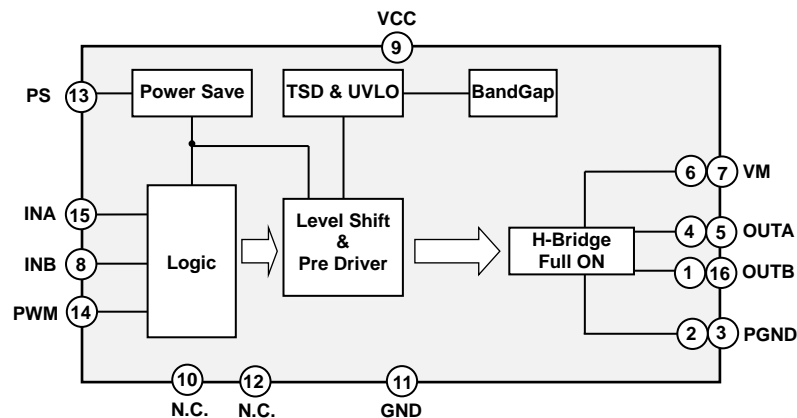 VCC
9
PS
13
Power Save
TSD & UVLO
BandGap
6
7
VM
INA
15
Logic
Level Shift
&
Pre Driver
H-Bridge
Full ON
4
5
OUTA
INB
8
1
16
OUTB
PWM
14
2
3
PGND
10
12
11
N.C.
N.C.
GND